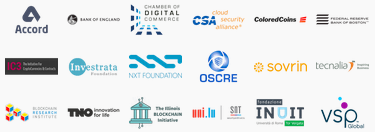 Accord
BANK OF ENGLAND
CHAMBER OF
DIGITAL
COMMERCE
CSA
cloud
security
alliance
ColoredCoins
FEDERAL RESERVE
BANK OF BOSTON
Investrata
Foundation
NXT FOUNDATION
OSCRE
sovrin
tecnalia
BLOCKCHAIN
RESEARCH
INSTITUTE
TNO innovation
for life
The Illinois
BLOCKCHAIN
Initiative
uni.lu
SnT
fondazione
INUIT
vsp
Global